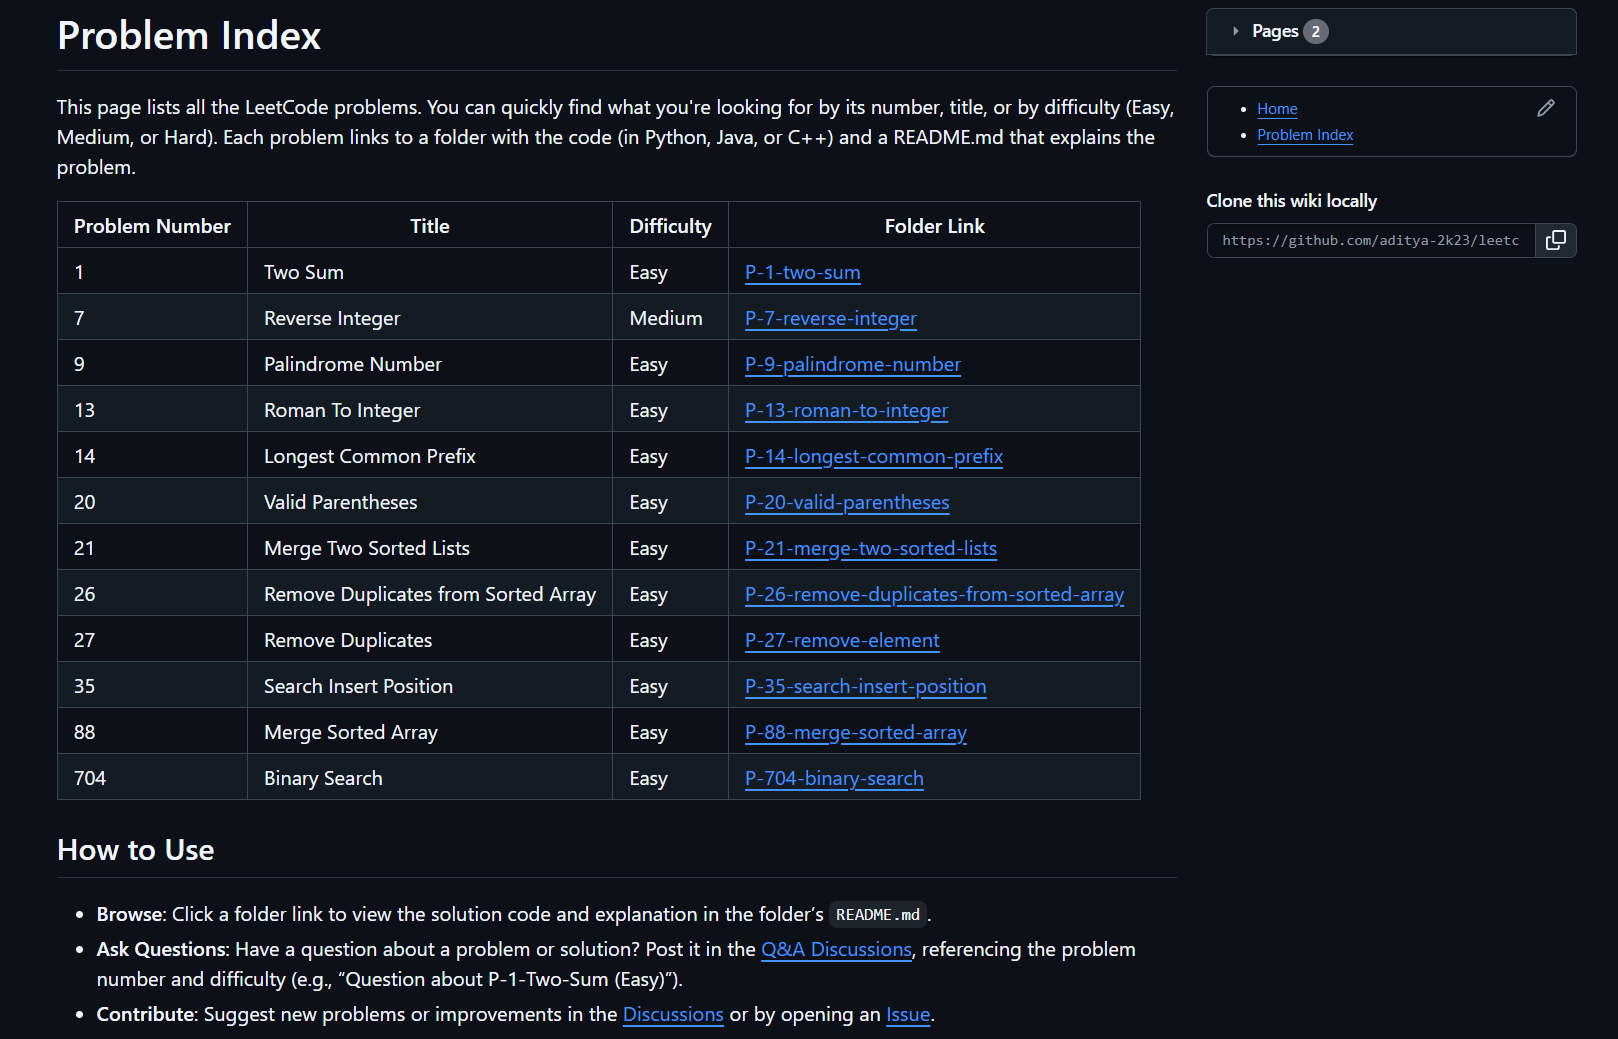 Problem Index
This page lists all the LeetCode problems. You can quickly find what you're looking for by its number, title, or by difficulty (Easy,
Medium, or Hard). Each problem links to a folder with the code (in Python, Java, or C++) and a README.md that explains the
problem.
Problem Number Title Difficulty Folder Link
1 Two Sum Easy P-1-two-sum
7 Reverse Integer Medium P-7-reverse-integer
9 Palindrome Number Easy P-9-palindrome-number
13 Roman To Integer Easy P-13-roman-to-integer
14 Longest Common Prefix Easy P-14-longest-common-prefix
20 Valid Parentheses Easy P-20-valid-parentheses
21 Merge Two Sorted Lists Easy P-21-merge-two-sorted-lists
26 Remove Duplicates from Sorted Array Easy P-26-remove-duplicates-from-sorted-array
27 Remove Duplicates Easy P-27-remove-element
35 Search Insert Position Easy P-35-search-insert-position
88 Merge Sorted Array Easy P-88-merge-sorted-array
704 Binary Search Easy P-704-binary-search
How to Use
• Browse: Click a folder link to view the solution code and explanation in the folder’s README.md.
• Ask Questions: Have a question about a problem or solution? Post it in the Q&A Discussions, referencing the problem
number and difficulty (e.g., “Question about P-1-Two-Sum (Easy)”).
• Contribute: Suggest new problems or improvements in the Discussions or by opening an Issue.
Pages 2
• Home
• Problem Index
Clone this wiki locally
https://github.com/aditya-2k23/leetc